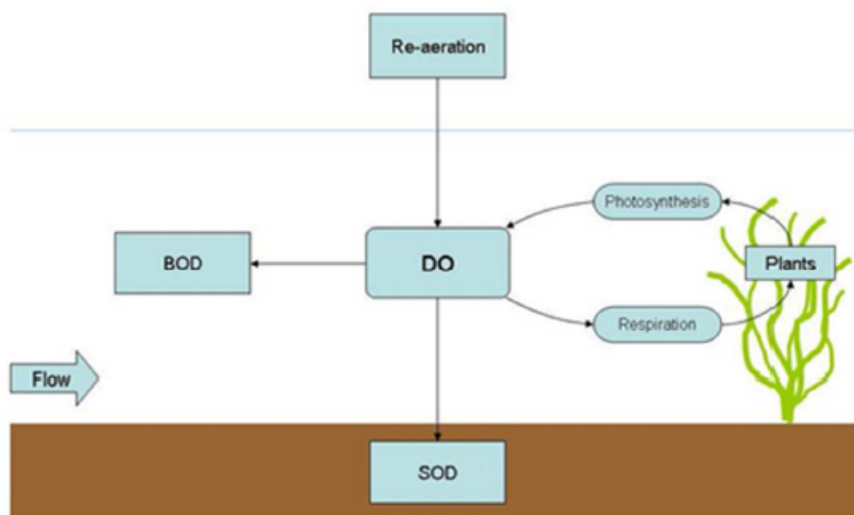 Re-aeration
Photosynthesis
BOD
DO
Plants
Respiration
Flow
SOD